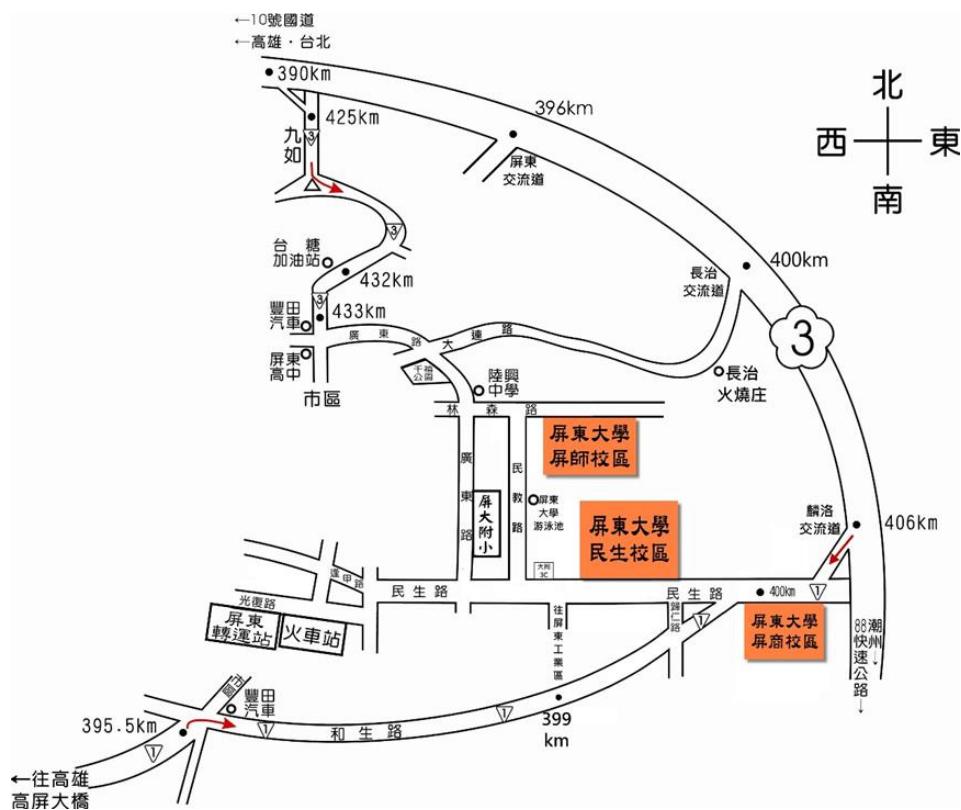 ←10號國道
←高雄・台北
390km
425km
3
九如
396km
屏東
交流道
北
西
東
南
3
台糖
加油站
432km
3
433km
豐田
汽車
屏東
高中
市區
廣東路
大連路
千禧
公園
陸興
中學
長治
交流道
400km
3
長治
火燒庄
林森路
屏東大學
屏師校區
廣東路
屏大附小
民教路
屏東
大學
游泳池
屏東大學
民生校區
麟洛
交流道
406km
大同
3C
逢甲路
民生路
民生路
400km
1
光復路
屏東
轉運站
火車站
往屏東工業區
歸仁路
1
屏東大學
屏商校區
潮州↓
88快速公路→
市區
豐田
汽車
395.5km
1
1
和生路
1
399
km
←往高雄
高屏大橋